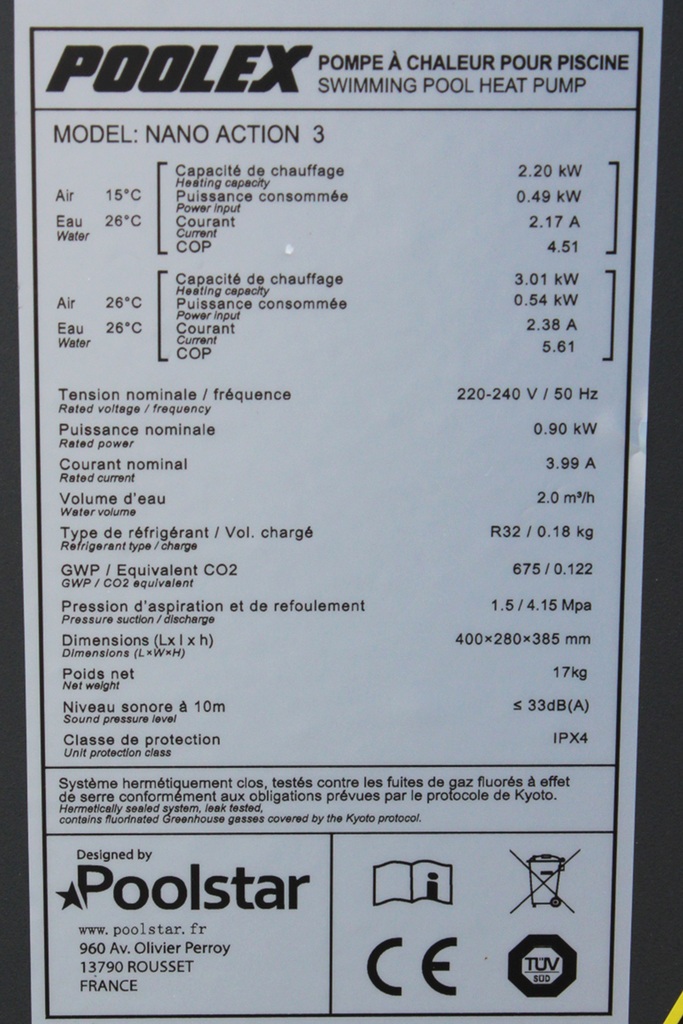 POOLEX POMPE À CHALEUR POUR PISCINE
SWIMMING POOL HEAT PUMP
MODEL: NANO ACTION 3
Capacité de chauffage 2.20 kW
Heating capacity
Air 15°C Puissance consommée 0.49 kW
Power input
Eau 26°C Courant 2.17 A
Water Current
COP 4.51
Capacité de chauffage 3.01 kW
Heating capacity
Air 26°C Puissance consommée 0.54 kW
Power input
Eau 26°C Courant 2.38 A
Water Current
COP 5.61
Tension nominale / fréquence 220-240 V / 50 Hz
Rated voltage / frequency
Puissance nominale 0.90 kW
Rated power
Courant nominal 3.99 A
Rated current
Volume d'eau 2.0 m³/h
Water volume
Type de réfrigérant / Vol. chargé R32 / 0.18 kg
Refrigerant type / charge
GWP / Equivalent CO2 675 / 0.122
GWP / CO2 equivalent
Pression d'aspiration et de refoulement 1.5 / 4.15 Mpa
Pressure suction / discharge
Dimensions (Lx l x h) 400×280×385 mm
Dimensions (L×W×H)
Poids net 17kg
Net weight
Niveau sonore à 10m ≤ 33dB(A)
Sound pressure level
Classe de protection IPX4
Unit protection class
Système hermétiquement clos, testés contre les fuites de gaz fluorés à effet
de serre conformément aux obligations prévues par le protocole de Kyoto.
Hermetically sealed system, leak tested,
contains fluorinated Greenhouse gasses covered by the Kyoto protocol.
Designed by
Poolstar
www.poolstar.fr
960 Av. Olivier Perroy
13790 ROUSSET
FRANCE
i
CE
TÜV
SÜD